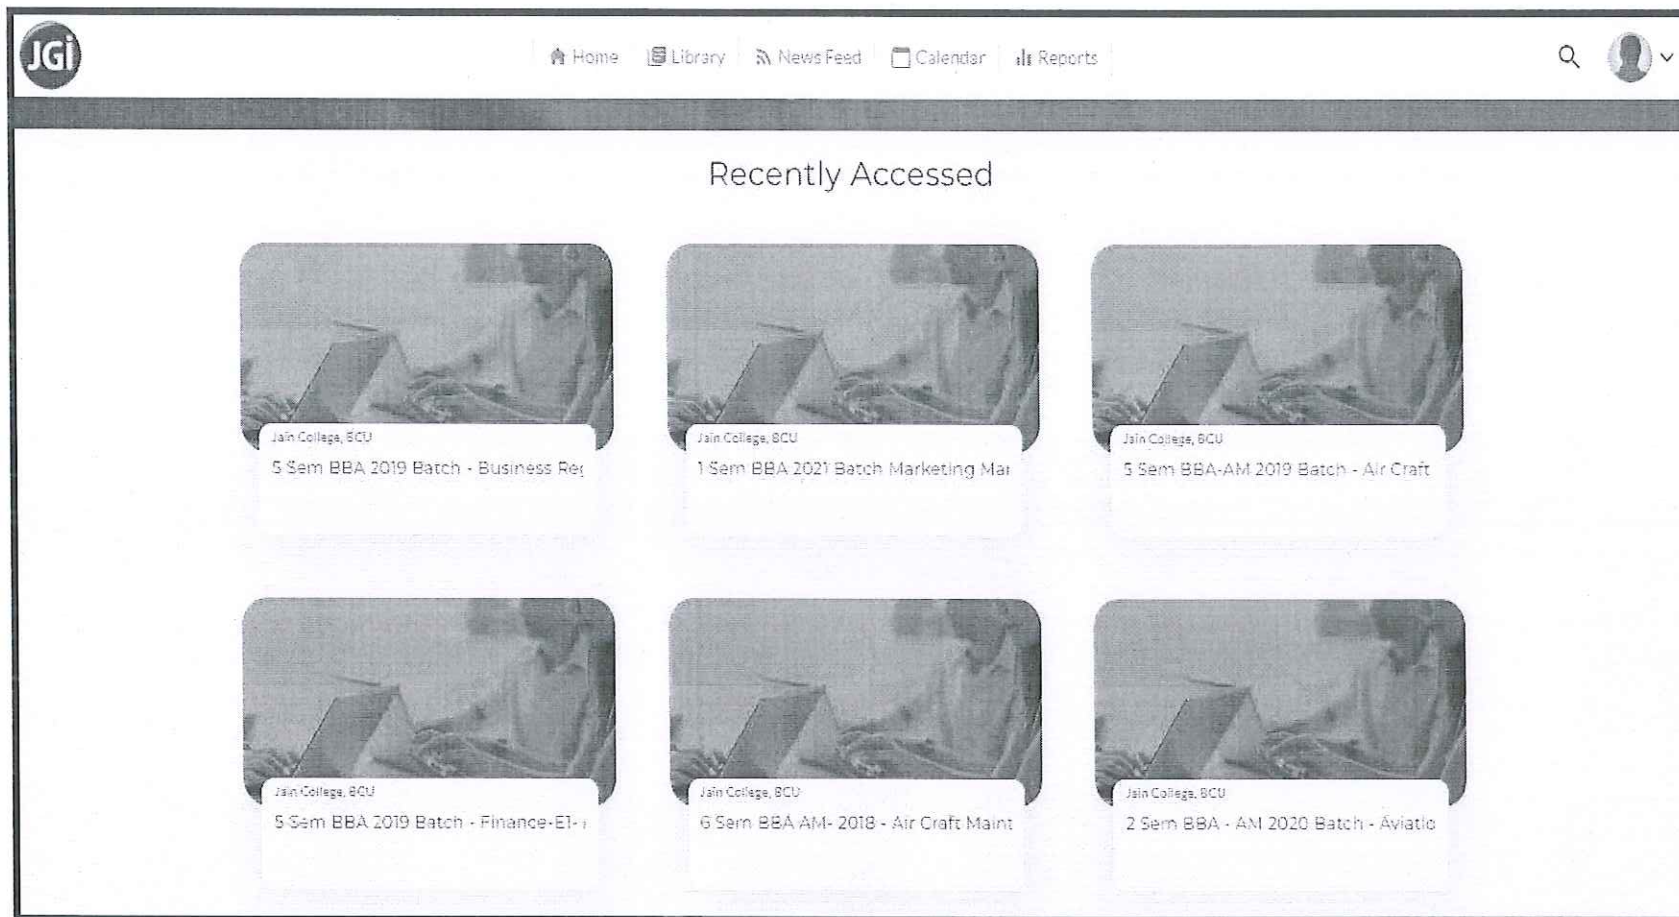 JGi
Home Library News Feed Calendar Reports
Recently Accessed
Jain College, BCU
5 Sem BBA 2019 Batch - Business Reg
Jain College, BCU
1 Sem BBA 2021 Batch Marketing Mar
Jain College, BCU
5 Sem BBA-AM 2019 Batch - Air Craft
Jain College, BCU
5 Sem BBA 2019 Batch - Finance-E1-
Jain College, BCU
6 Sem BBA AM- 2018 - Air Craft Maint
Jain College, BCU
2 Sem BBA - AM 2020 Batch - Aviatio